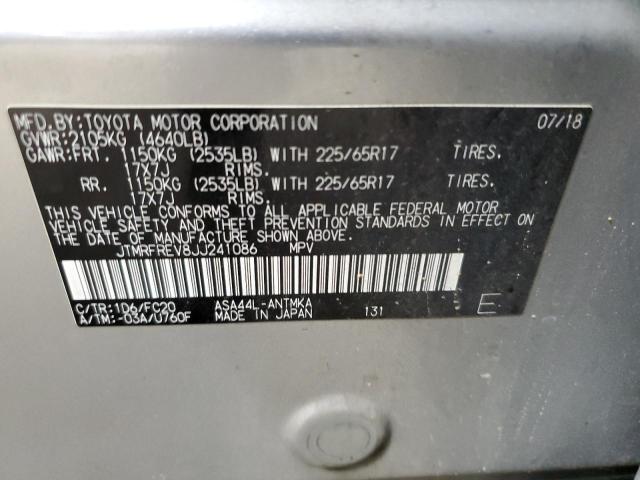 MFD.BY:TOYOTA MOTOR CORPORATION 07/18
GVWR:2105KG (4640LB)
GAWR:FRT. 1150KG (2535LB) WITH 225/65R17 TIRES.
17X7J RIMS.
RR. 1150KG (2535LB) WITH 225/65R17 TIRES.
17X7J RIMS.
THIS VEHICLE CONFORMS TO ALL APPLICABLE FEDERAL MOTOR
VEHICLE SAFETY AND THEFT PREVENTION STANDARDS IN EFFECT ON
THE DATE OF MANUFACTURE SHOWN ABOVE.
JTMRFREV8JJ241086 MPV
C/TR:1D6/FC20 ASA44L-ANTMKA
A/TM:-03A/U760F MADE IN JAPAN 131 E